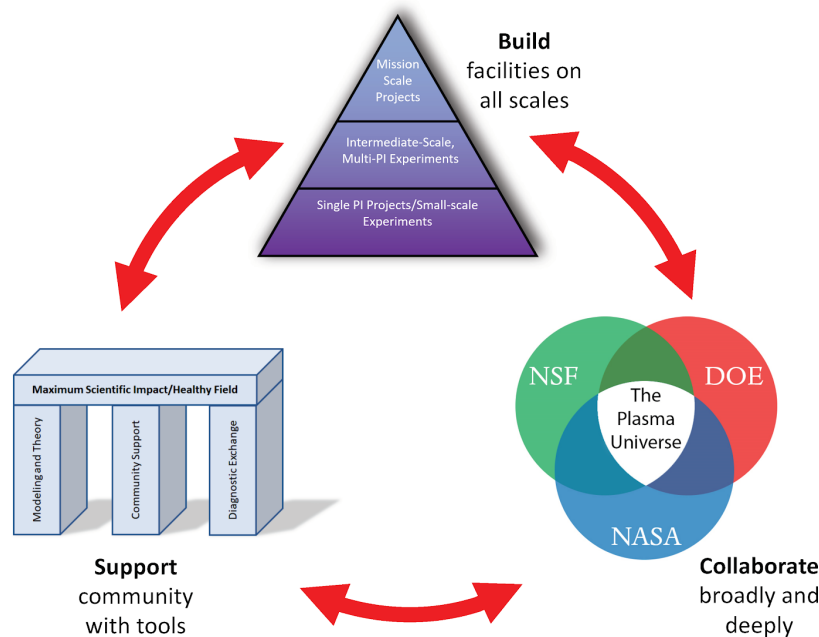 Build
facilities on
all scales
Mission
Scale
Projects
Intermediate-Scale,
Multi-PI Experiments
Single PI Projects/Small-scale
Experiments
Maximum Scientific Impact/Healthy Field
Modeling and Theory
Community Support
Diagnostic Exchange
Support
community
with tools
NSF
DOE
The
Plasma
Universe
NASA
Collaborate
broadly and
deeply